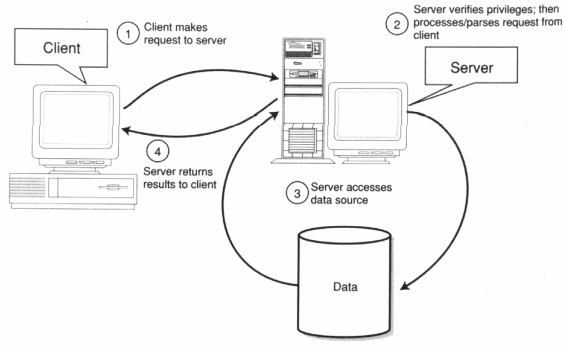 Client
1
Client makes
request to server
2
Server verifies privileges; then
processes/parses request from
client
Server
4
Server returns
results to client
3
Server accesses
data source
Data